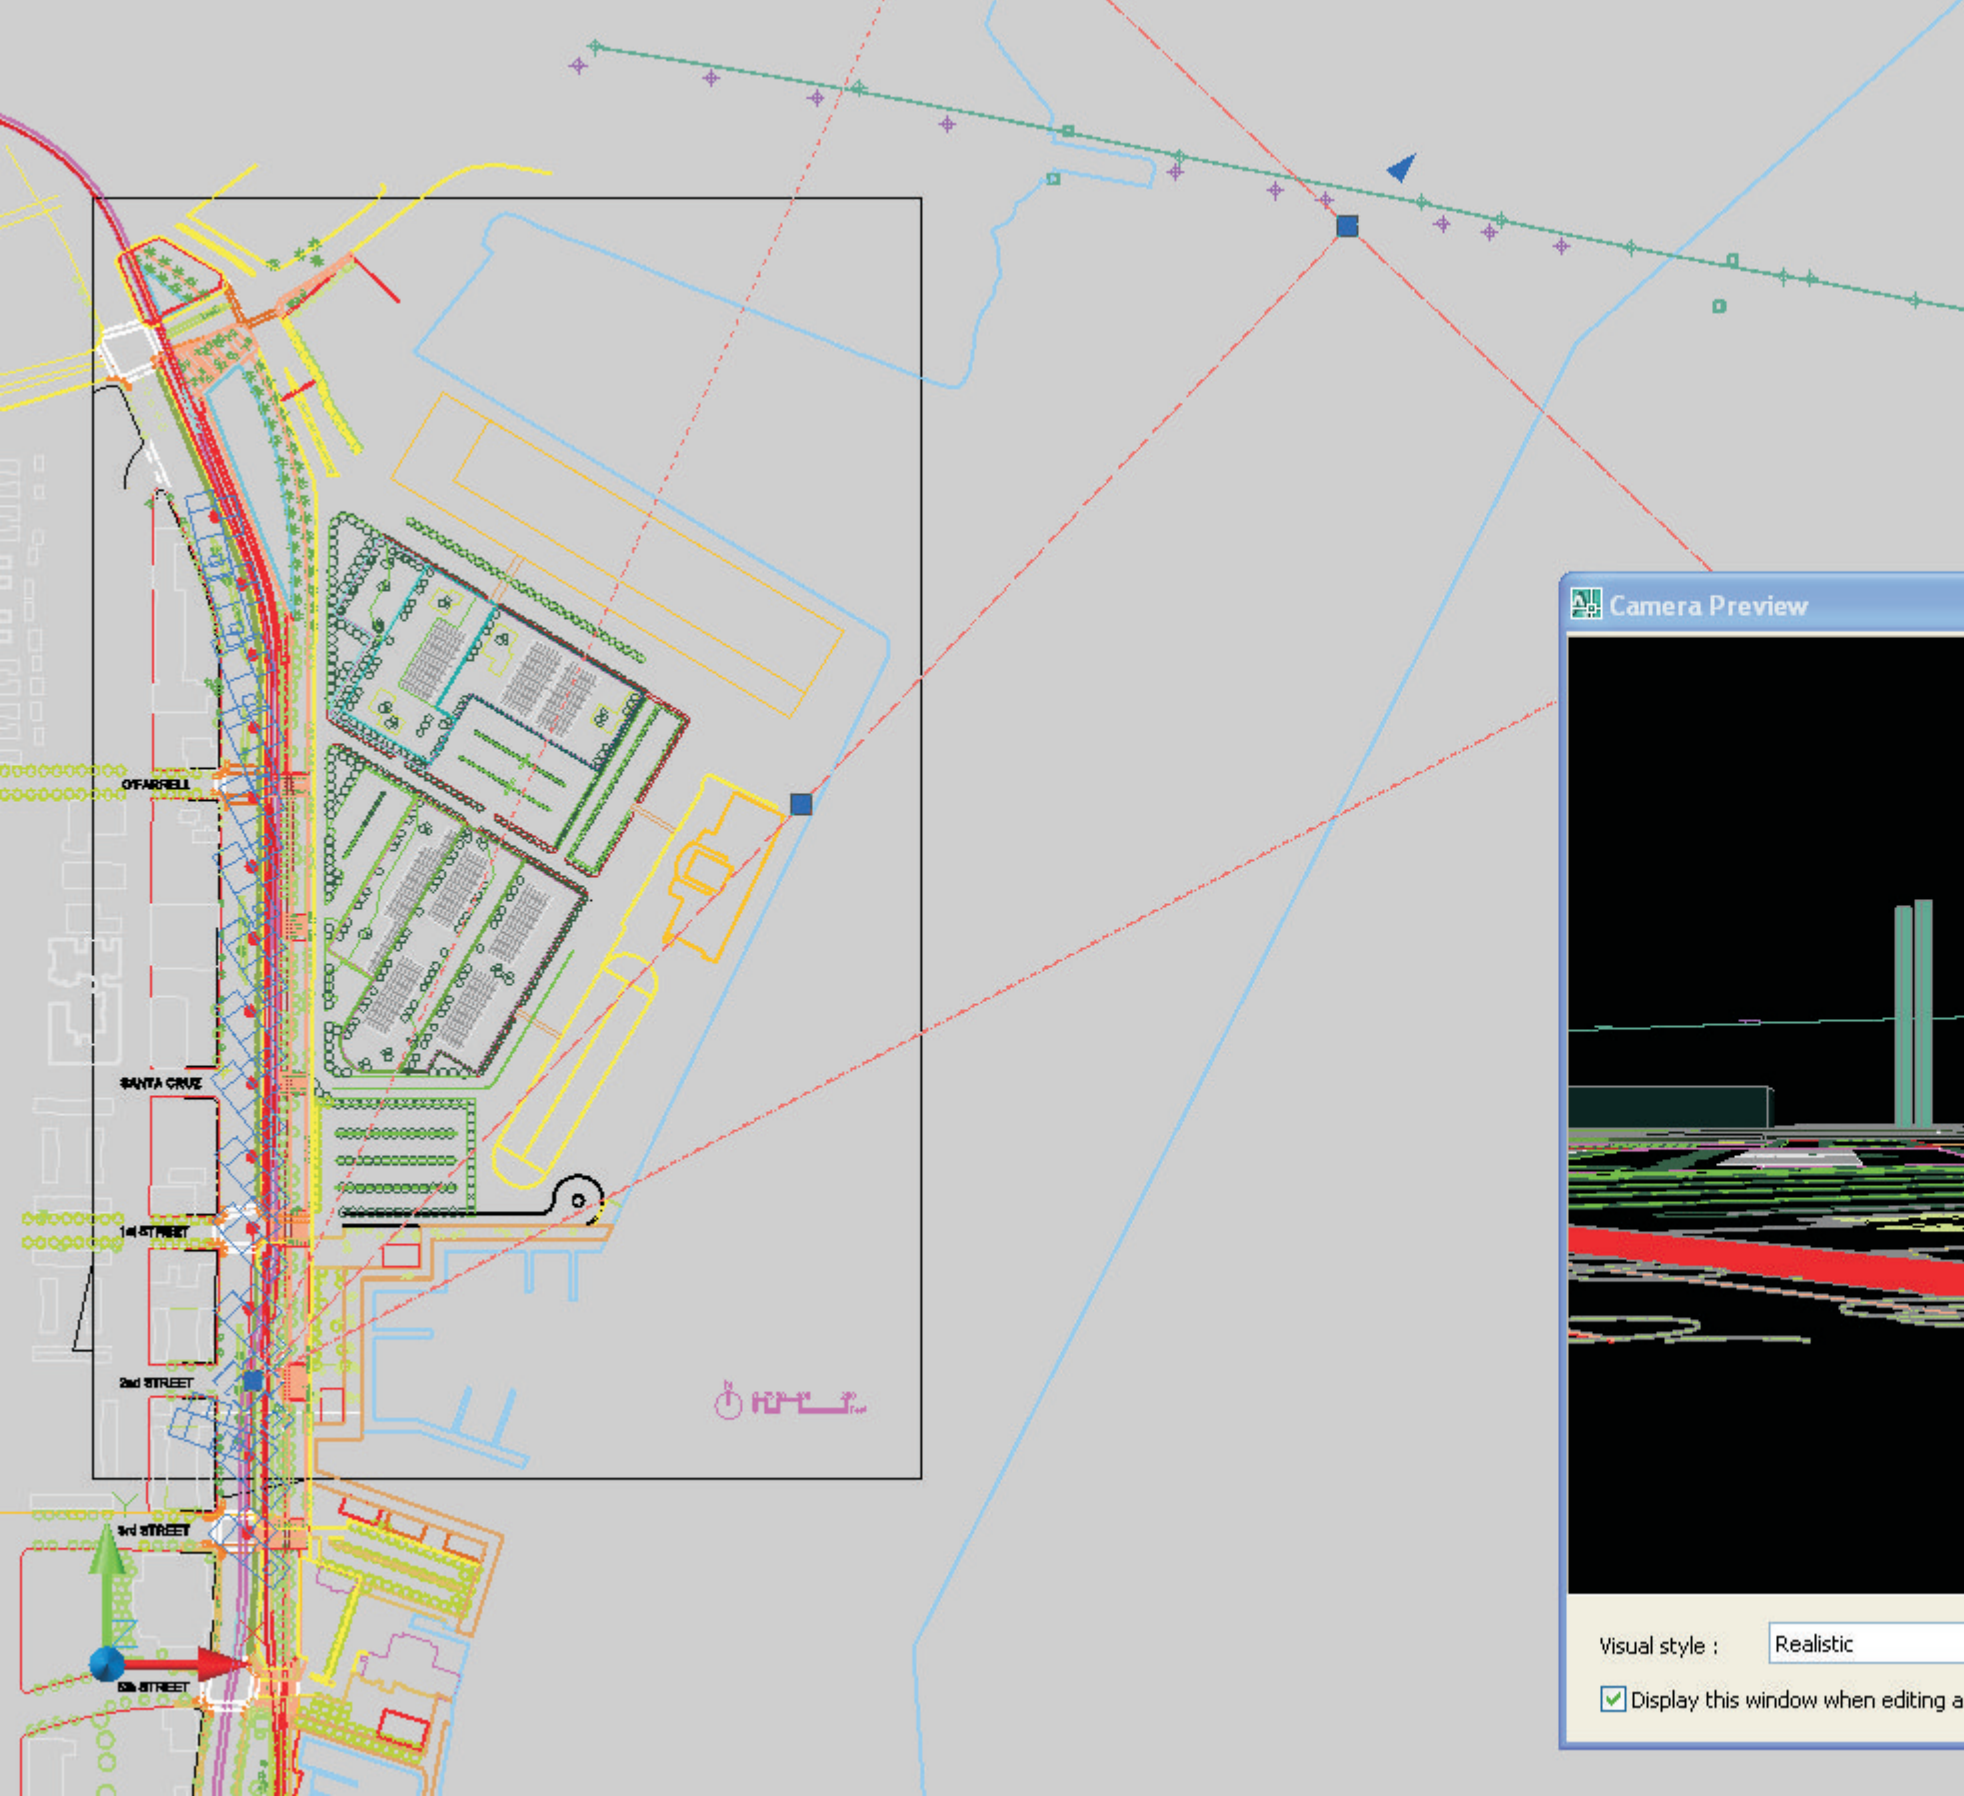 Camera Preview
O'FARRELL
SANTA CRUZ
1st STREET
2nd STREET
3rd STREET
5th STREET
N
Y
X
Z
Visual style :
Realistic
Display this window when editing a